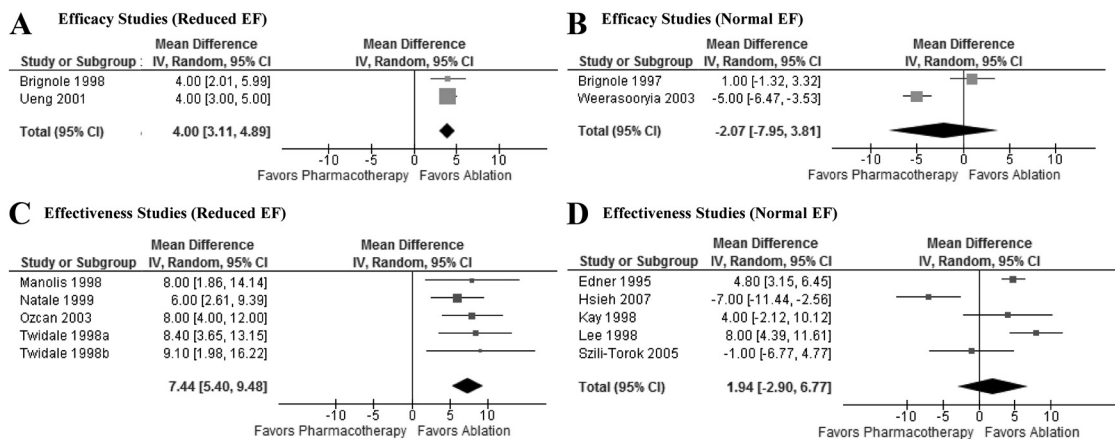 A Efficacy Studies (Reduced EF)
Mean Difference Mean Difference
Study or Subgroup : IV, Random, 95% CI IV, Random, 95% CI
Brignole 1998 4.00 [2.01, 5.99]
Ueng 2001 4.00 [3.00, 5.00]
Total (95% CI) 4.00 [3.11, 4.89]
-10 -5 0 5 10
Favors Pharmacotherapy Favors Ablation
B Efficacy Studies (Normal EF)
Mean Difference Mean Difference
Study or Subgroup IV, Random, 95% CI IV, Random, 95% CI
Brignole 1997 1.00 [-1.32, 3.32]
Weerasooryia 2003 -5.00 [-6.47, -3.53]
Total (95% CI) -2.07 [-7.95, 3.81]
-10 -5 0 5 10
Favors Pharmacotherapy Favors Ablation
C Effectiveness Studies (Reduced EF)
Mean Difference Mean Difference
Study or Subgroup IV, Random, 95% CI IV, Random, 95% CI
Manolis 1998 8.00 [1.86, 14.14]
Natale 1999 6.00 [2.61, 9.39]
Ozcan 2003 8.00 [4.00, 12.00]
Twidale 1998a 8.40 [3.65, 13.15]
Twidale 1998b 9.10 [1.98, 16.22]
7.44 [5.40, 9.48]
-10 -5 0 5 10
Favors Pharmacotherapy Favors Ablation
D Effectiveness Studies (Normal EF)
Mean Difference Mean Difference
Study or Subgroup IV, Random, 95% CI IV, Random, 95% CI
Edner 1995 4.80 [3.15, 6.45]
Hsieh 2007 -7.00 [-11.44, -2.56]
Kay 1998 4.00 [-2.12, 10.12]
Lee 1998 8.00 [4.39, 11.61]
Szili-Torok 2005 -1.00 [-6.77, 4.77]
Total (95% CI) 1.94 [-2.90, 6.77]
-10 -5 0 5 10
Favors Pharmacotherapy Favors Ablation